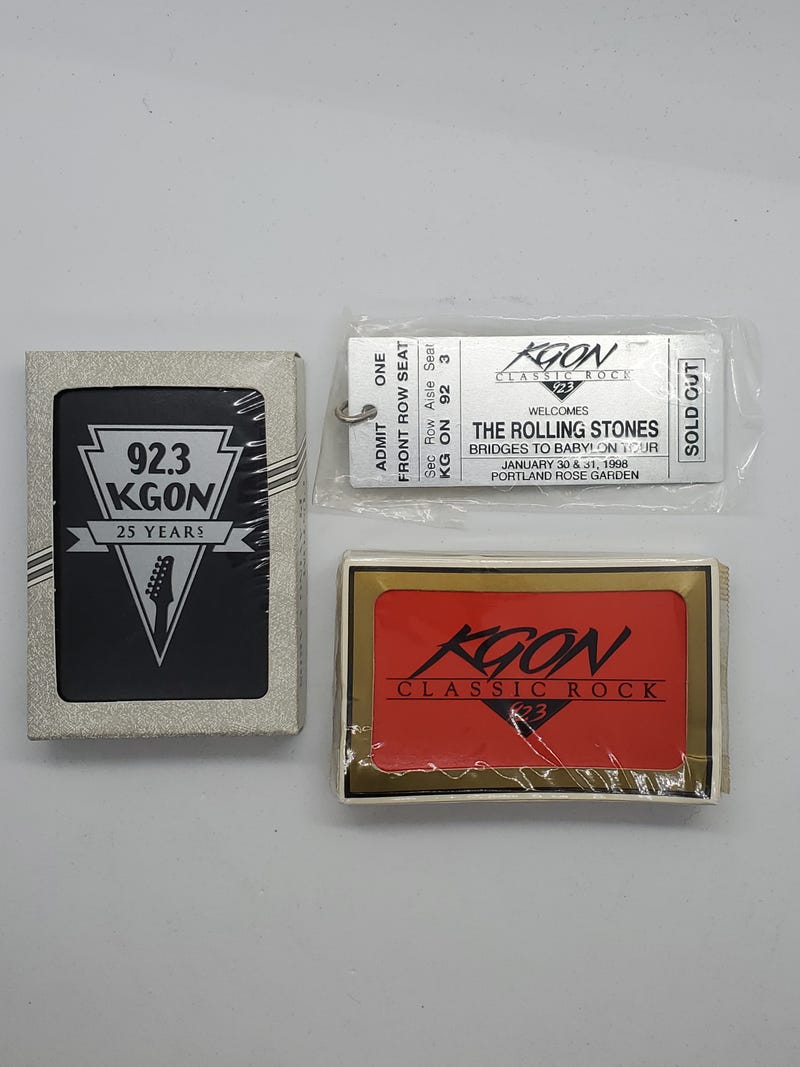 92.3
KGON
25 YEARS
ADMIT ONE
FRONT ROW SEAT
Sec Row Aisle Seat
KG ON 92 3
KGON
CLASSIC ROCK
923
WELCOMES
THE ROLLING STONES
BRIDGES TO BABYLON TOUR
JANUARY 30 & 31, 1998
PORTLAND ROSE GARDEN
SOLD OUT
KGON
CLASSIC ROCK
923